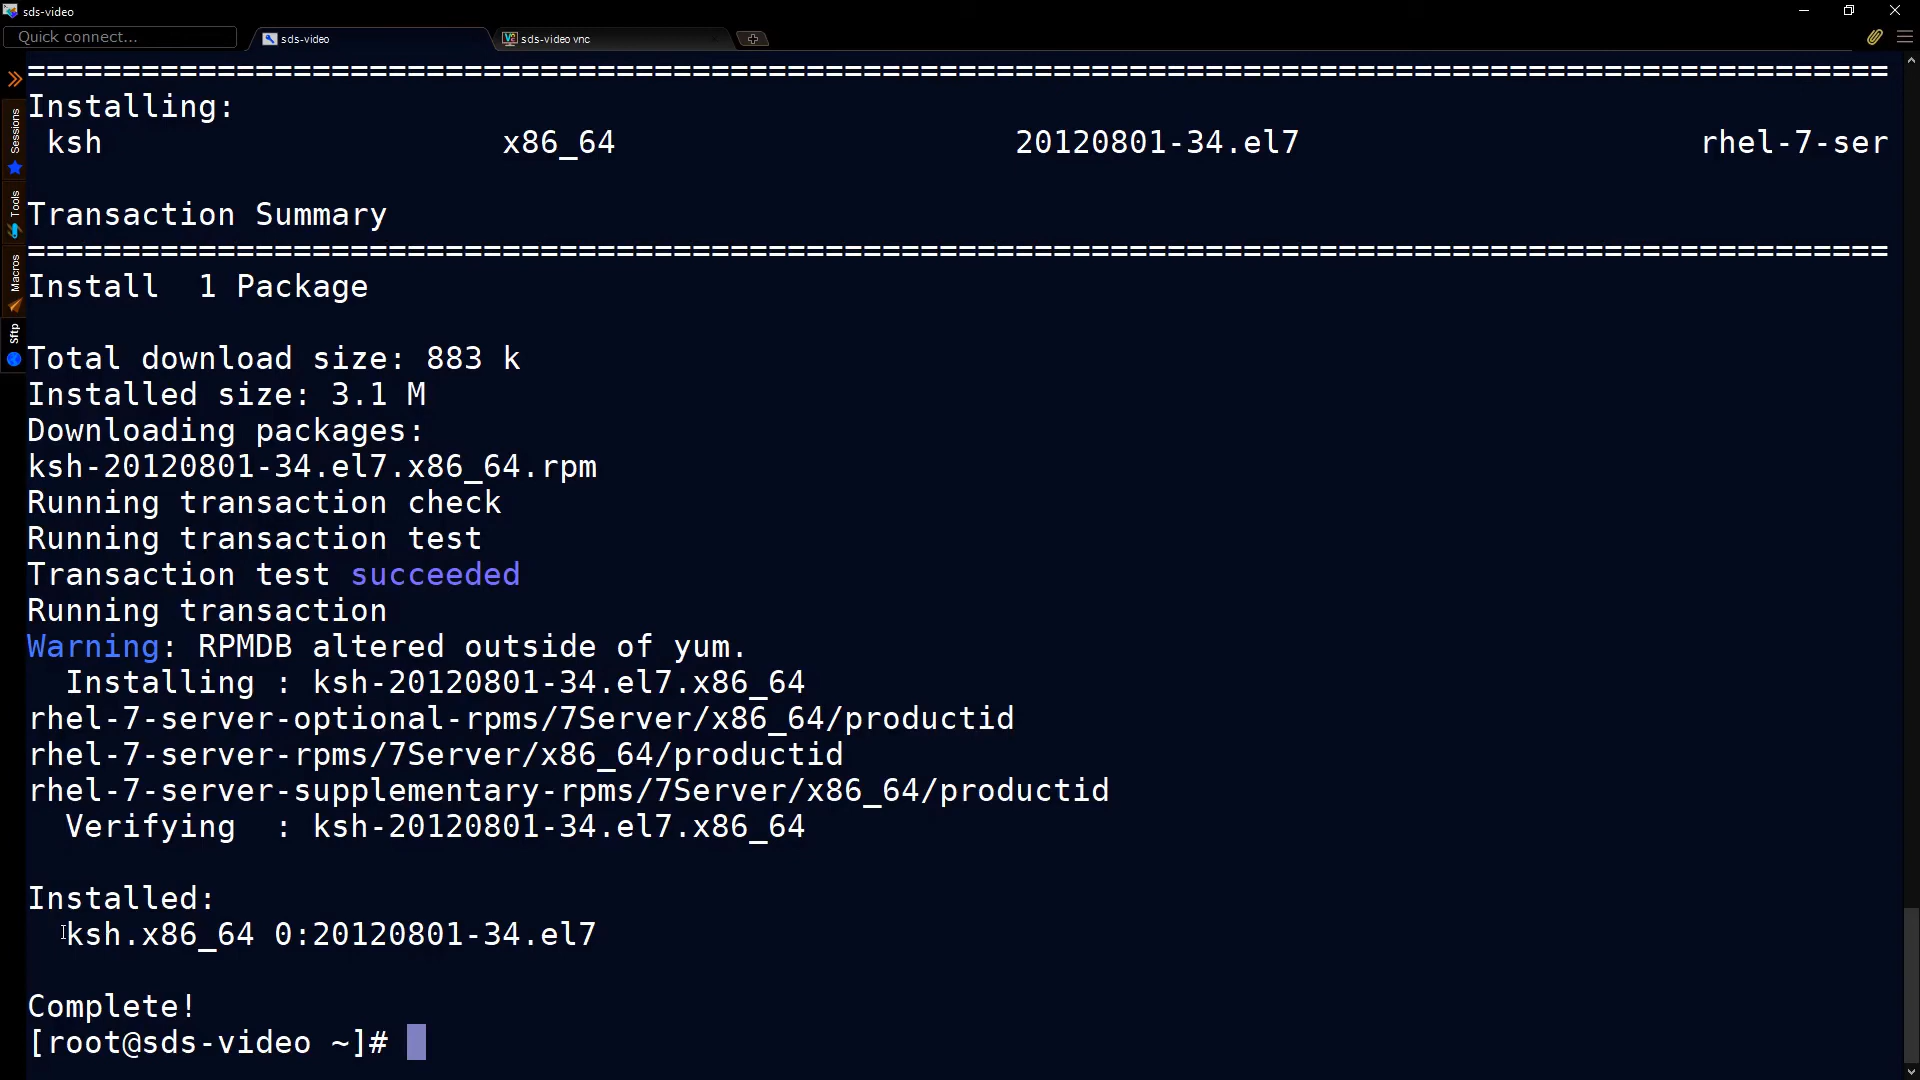 sds-video
Quick connect...
sds-video
sds-video vnc
Sessions
Tools
Macros
Sftp
==================================================================================================
Installing:
 ksh x86_64 20120801-34.el7 rhel-7-ser
Transaction Summary
==================================================================================================
Install  1 Package
Total download size: 883 k
Installed size: 3.1 M
Downloading packages:
ksh-20120801-34.el7.x86_64.rpm
Running transaction check
Running transaction test
Transaction test succeeded
Running transaction
Warning: RPMDB altered outside of yum.
  Installing : ksh-20120801-34.el7.x86_64
rhel-7-server-optional-rpms/7Server/x86_64/productid
rhel-7-server-rpms/7Server/x86_64/productid
rhel-7-server-supplementary-rpms/7Server/x86_64/productid
  Verifying  : ksh-20120801-34.el7.x86_64
Installed:
  ksh.x86_64 0:20120801-34.el7
Complete!
[root@sds-video ~]#